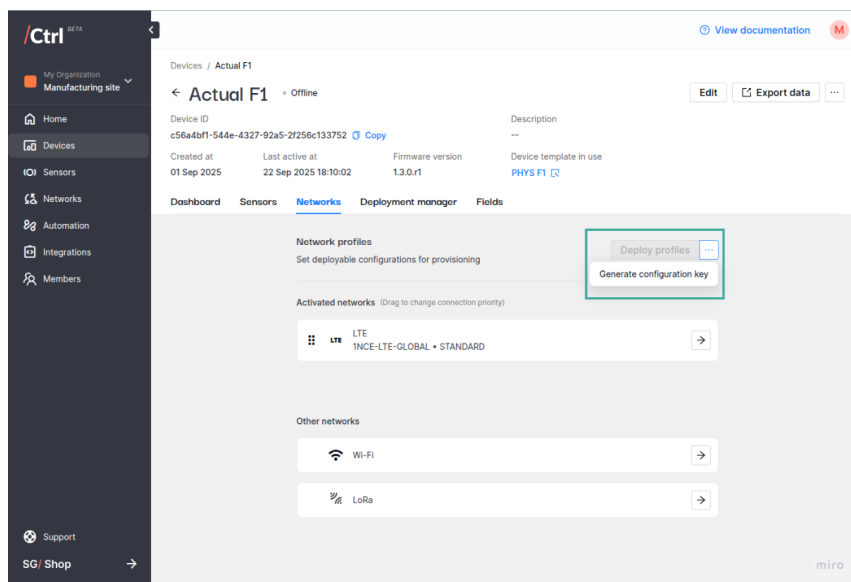 /Ctrl BETA
View documentation
M
My Organization
Manufacturing site
Home
Devices
Sensors
Networks
Automation
Integrations
Members
Support
SG/ Shop
Devices / Actual F1
Actual F1 • Offline
Edit
Export data
Device ID
Description
c56a4bf1-544e-4327-92a5-2f256c133752 Copy
--
Created at Last active at Firmware version Device template in use
01 Sep 2025 22 Sep 2025 18:10:02 1.3.0.r1 PHYS F1
Dashboard Sensors Networks Deployment manager Fields
Network profiles
Set deployable configurations for provisioning
Deploy profiles ...
Generate configuration key
Activated networks (Drag to change connection priority)
LTE
LTE
1NCE-LTE-GLOBAL • STANDARD
Other networks
Wi-Fi
LoRa
miro